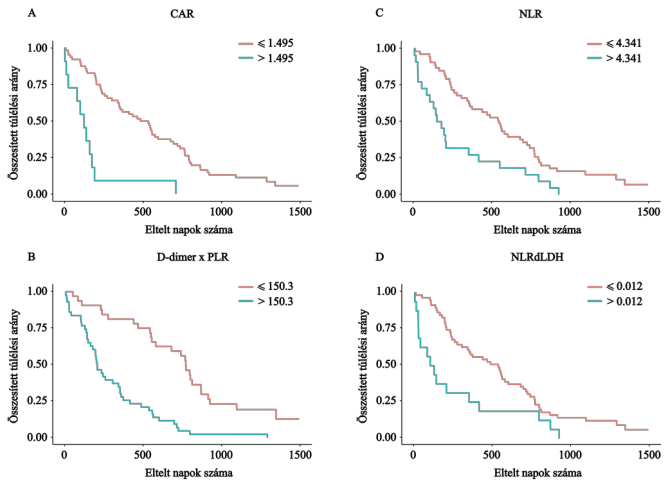 A
CAR
⩽ 1.495
> 1.495
Összesített túlélési arány
1.00
0.75
0.50
0.25
0.00
0
500
1000
1500
Eltelt napok száma
C
NLR
⩽ 4.341
> 4.341
Összesített túlélési arány
1.00
0.75
0.50
0.25
0.00
0
500
1000
1500
Eltelt napok száma
B
D-dimer x PLR
⩽ 150.3
> 150.3
Összesített túlélési arány
1.00
0.75
0.50
0.25
0.00
0
500
1000
1500
Eltelt napok száma
D
NLRdLDH
⩽ 0.012
> 0.012
Összesített túlélési arány
1.00
0.75
0.50
0.25
0.00
0
500
1000
1500
Eltelt napok száma